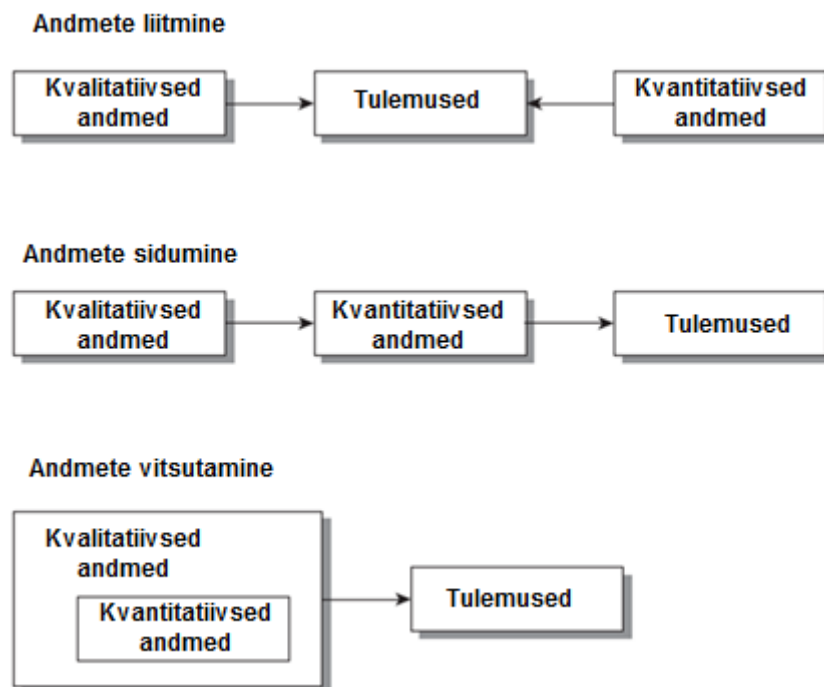 Andmete liitmine
Kvalitatiivsed
andmed
Tulemused
Kvantitatiivsed
andmed
Andmete sidumine
Kvalitatiivsed
andmed
Kvantitatiivsed
andmed
Tulemused
Andmete vitsutamine
Kvalitatiivsed
andmed
Kvantitatiivsed
andmed
Tulemused